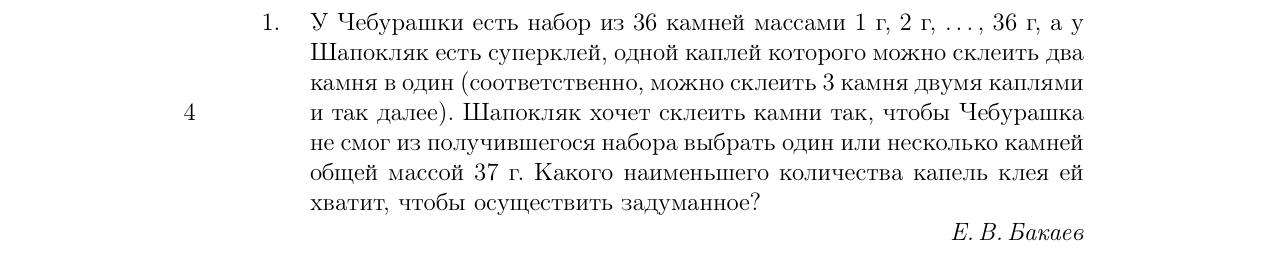 1. У Чебурашки есть набор из 36 камней массами 1 г, 2 г, ..., 36 г, а у
Шапокляк есть суперклей, одной каплей которого можно склеить два
камня в один (соответственно, можно склеить 3 камня двумя каплями
4 и так далее). Шапокляк хочет склеить камни так, чтобы Чебурашка
не смог из получившегося набора выбрать один или несколько камней
общей массой 37 г. Какого наименьшего количества капель клея ей
хватит, чтобы осуществить задуманное?
Е. В. Бакаев